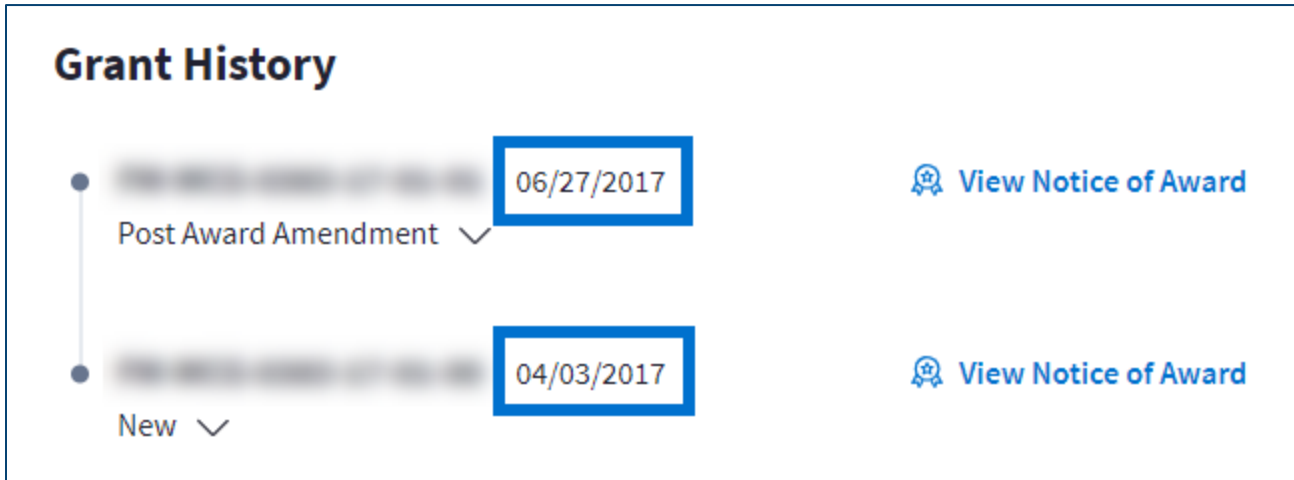 Grant History
06/27/2017 View Notice of Award
Post Award Amendment
04/03/2017 View Notice of Award
New